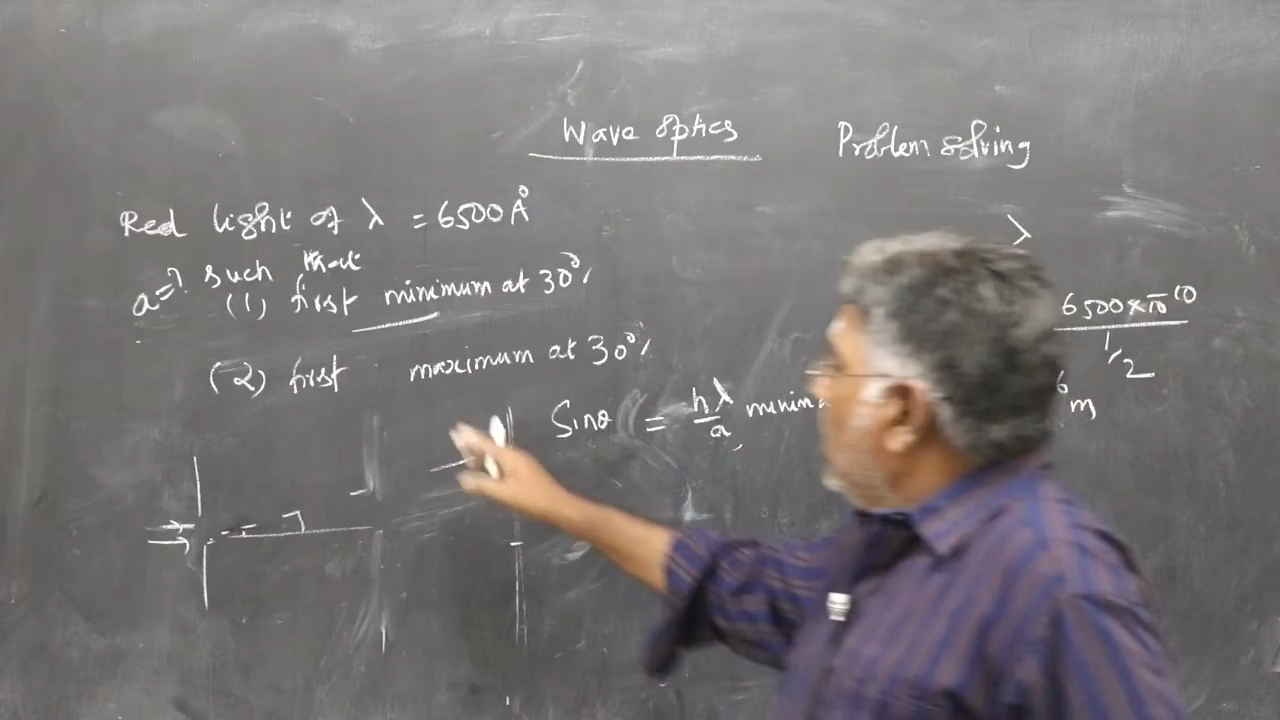 Wave optics
Problem solving
Red light of λ = 6500 Å
a=? such that
(1) first minimum at 30°
(2) first maximum at 30°
Sinθ = nλ/a minima
λ
6500×10⁻¹⁰
1/2
m